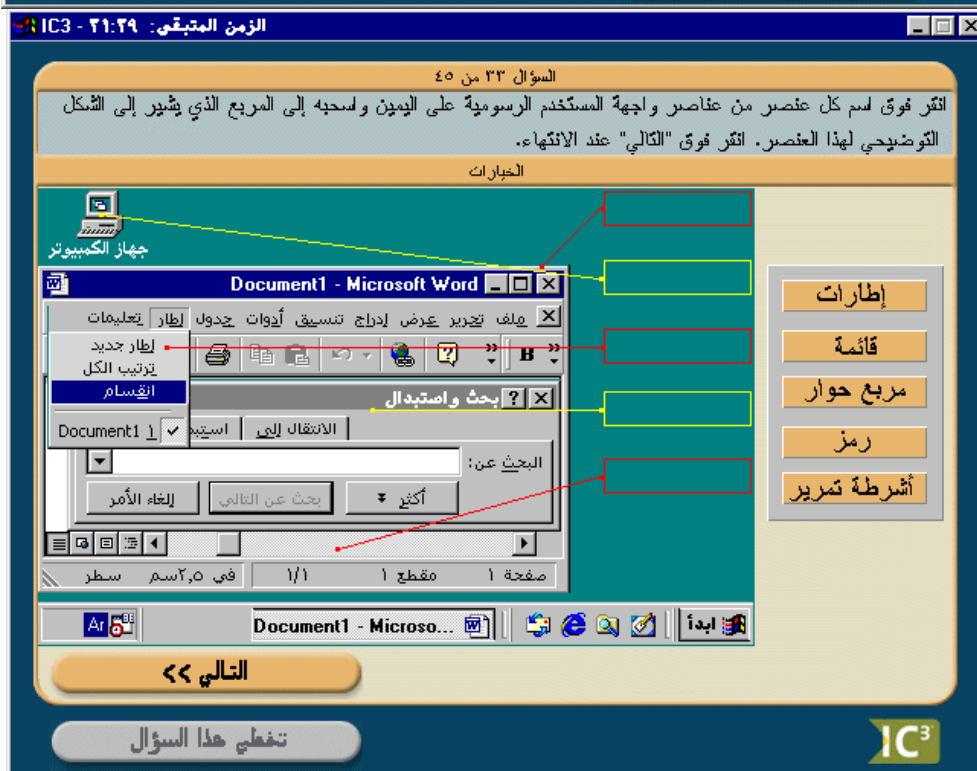 الزمن المتبقي: ٣١:٢٩ - IC3
السؤال ٣٣ من ٤٥
انقر فوق اسم كل عنصر من عناصر واجهة المستخدم الرسومية على اليمين واسحبه إلى المربع الذي يشير إلى الشكل
التوضيحي لهذا العنصر. انقر فوق "التالي" عند الانتهاء.
الخيارات
جهاز الكمبيوتر
Document1 - Microsoft Word
ملف تحرير عرض إدراج تنسيق أدوات جدول إطار تعليمات
إطار جديد
ترتيب الكل
انقسام
Document1 ١
B
بحث واستبدال
الانتقال إلى
البحث عن:
أكثر
بحث عن التالي
إلغاء الأمر
صفحة ١ مقطع ١ ١/١ في ٢,٥سم سطر
ابدأ
Document1 - Microso...
Ar
إطارات
قائمة
مربع حوار
رمز
أشرطة تمرير
التالي >>
تخطي هذا السؤال
IC³